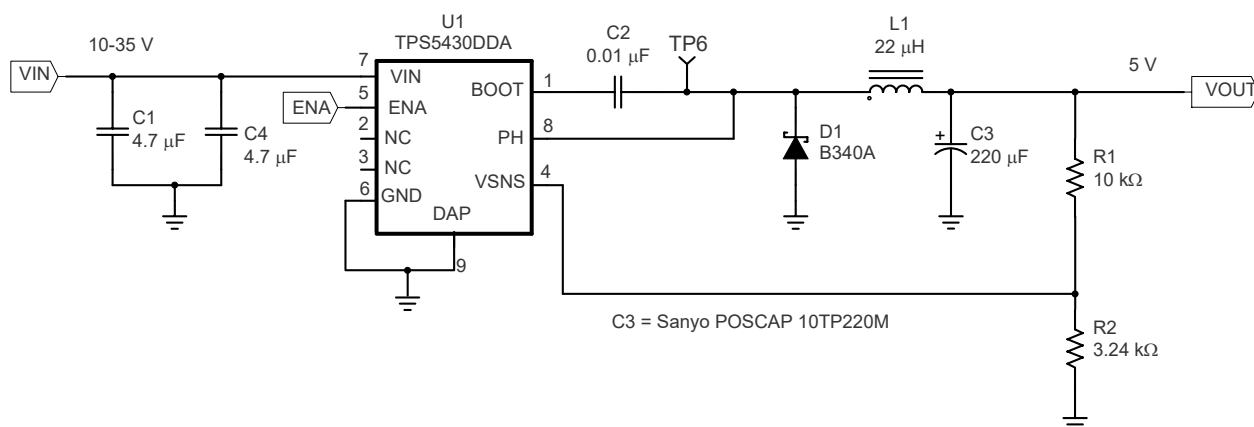 U1
TPS5430DDA
10-35 V
VIN
ENA
7
5
2
3
6
VIN
ENA
NC
NC
GND
BOOT
PH
VSNS
DAP
1
8
4
9
C1
4.7 μF
C4
4.7 μF
C2
0.01 μF
TP6
L1
22 μH
5 V
VOUT
D1
B340A
+
C3
220 μF
R1
10 kΩ
C3 = Sanyo POSCAP 10TP220M
R2
3.24 kΩ